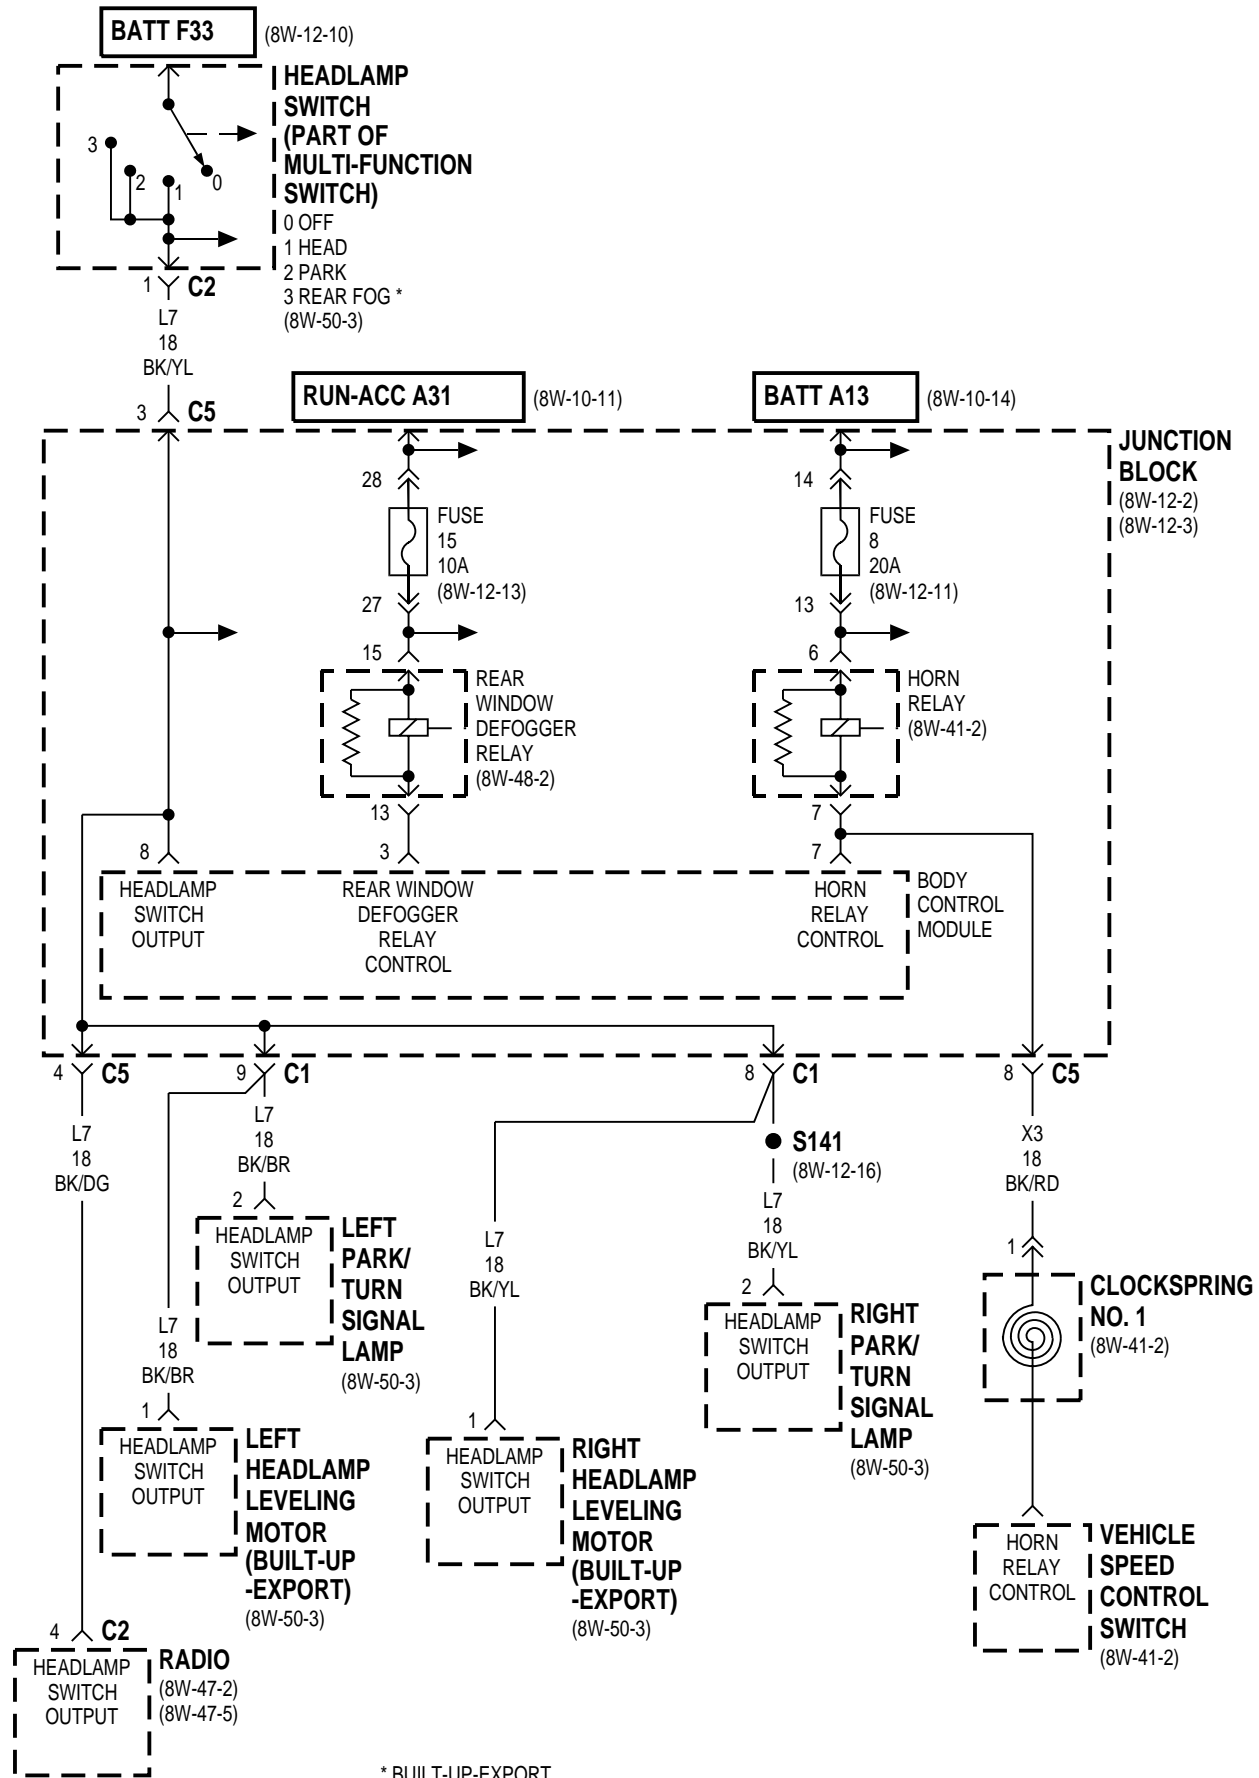 BATT F33 (8W-12-10)
HEADLAMP
SWITCH
(PART OF
MULTI-FUNCTION
SWITCH)
0 OFF
1 HEAD
2 PARK
3 REAR FOG *
(8W-50-3)
3
2
1
0
1 C2
L7
18
BK/YL
3 C5
RUN-ACC A31 (8W-10-11)
BATT A13 (8W-10-14)
JUNCTION
BLOCK
(8W-12-2)
(8W-12-3)
28
FUSE
15
10A
(8W-12-13)
27
15
REAR
WINDOW
DEFOGGER
RELAY
(8W-48-2)
13
14
FUSE
8
20A
(8W-12-11)
13
6
HORN
RELAY
(8W-41-2)
7
8
3
7
HEADLAMP
SWITCH
OUTPUT
REAR WINDOW
DEFOGGER
RELAY
CONTROL
HORN
RELAY
CONTROL
BODY
CONTROL
MODULE
4 C5
9 C1
8 C1
8 C5
L7
18
BK/DG
L7
18
BK/BR
S141
(8W-12-16)
X3
18
BK/RD
2
HEADLAMP
SWITCH
OUTPUT
LEFT
PARK/
TURN
SIGNAL
LAMP
(8W-50-3)
L7
18
BK/YL
L7
18
BK/YL
2
HEADLAMP
SWITCH
OUTPUT
RIGHT
PARK/
TURN
SIGNAL
LAMP
(8W-50-3)
1
CLOCKSPRING
NO. 1
(8W-41-2)
L7
18
BK/BR
1
HEADLAMP
SWITCH
OUTPUT
LEFT
HEADLAMP
LEVELING
MOTOR
(BUILT-UP
-EXPORT)
(8W-50-3)
1
HEADLAMP
SWITCH
OUTPUT
RIGHT
HEADLAMP
LEVELING
MOTOR
(BUILT-UP
-EXPORT)
(8W-50-3)
HORN
RELAY
CONTROL
VEHICLE
SPEED
CONTROL
SWITCH
(8W-41-2)
4 C2
HEADLAMP
SWITCH
OUTPUT
RADIO
(8W-47-2)
(8W-47-5)
* BUILT-UP-EXPORT